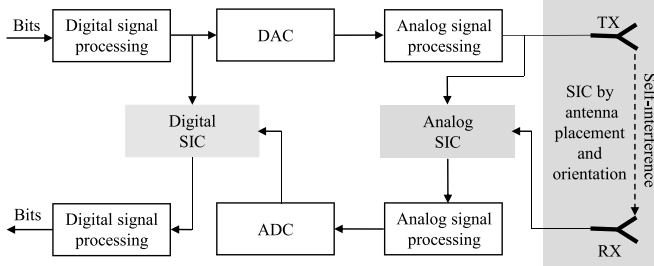 Bits
Digital signal
processing
DAC
Analog signal
processing
TX
Digital
SIC
Analog
SIC
SIC by
antenna
placement
and
orientation
Self-interference
Bits
Digital signal
processing
ADC
Analog signal
processing
RX